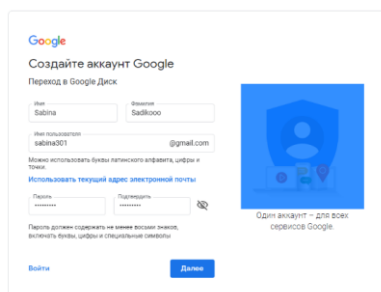 Google
Создайте аккаунт Google
Переход в Google Диск
Имя
Sabina
Фамилия
Sadikooo
Имя пользователя
sabina301
@gmail.com
Можно использовать буквы латинского алфавита, цифры и
точки.
Использовать текущий адрес электронной почты
Пароль
•••••••••
Подтвердить
•••••••••
Пароль должен содержать не менее восьми знаков,
включать буквы, цифры и специальные символы
Войти
Далее
Один аккаунт – для всех
сервисов Google.